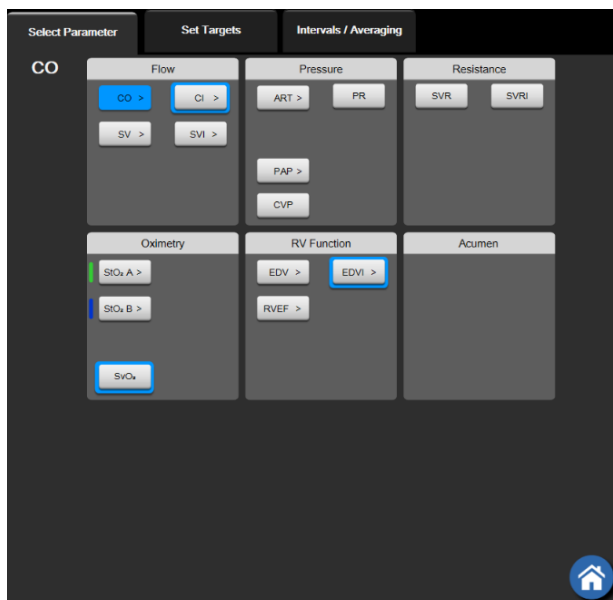 Select Parameter
Set Targets
Intervals / Averaging
CO
Flow
CO >
CI >
SV >
SVI >
Pressure
ART >
PR
PAP >
CVP
Resistance
SVR
SVRI
Oximetry
StO₂ A >
StO₂ B >
SvO₂
RV Function
EDV >
EDVI >
RVEF >
Acumen